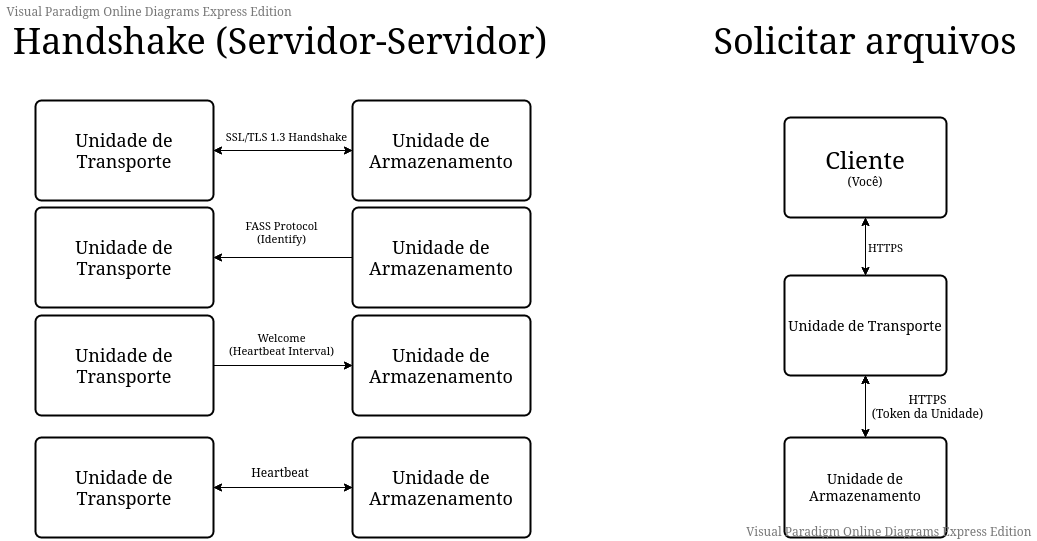 Visual Paradigm Online Diagrams Express Edition
Handshake (Servidor-Servidor)
Unidade de
Transporte
SSL/TLS 1.3 Handshake
Unidade de
Armazenamento
Unidade de
Transporte
FASS Protocol
(Identify)
Unidade de
Armazenamento
Unidade de
Transporte
Welcome
(Heartbeat Interval)
Unidade de
Armazenamento
Unidade de
Transporte
Heartbeat
Unidade de
Armazenamento
Solicitar arquivos
Cliente
(Você)
HTTPS
Unidade de Transporte
HTTPS
(Token da Unidade)
Unidade de
Armazenamento
Visual Paradigm Online Diagrams Express Edition